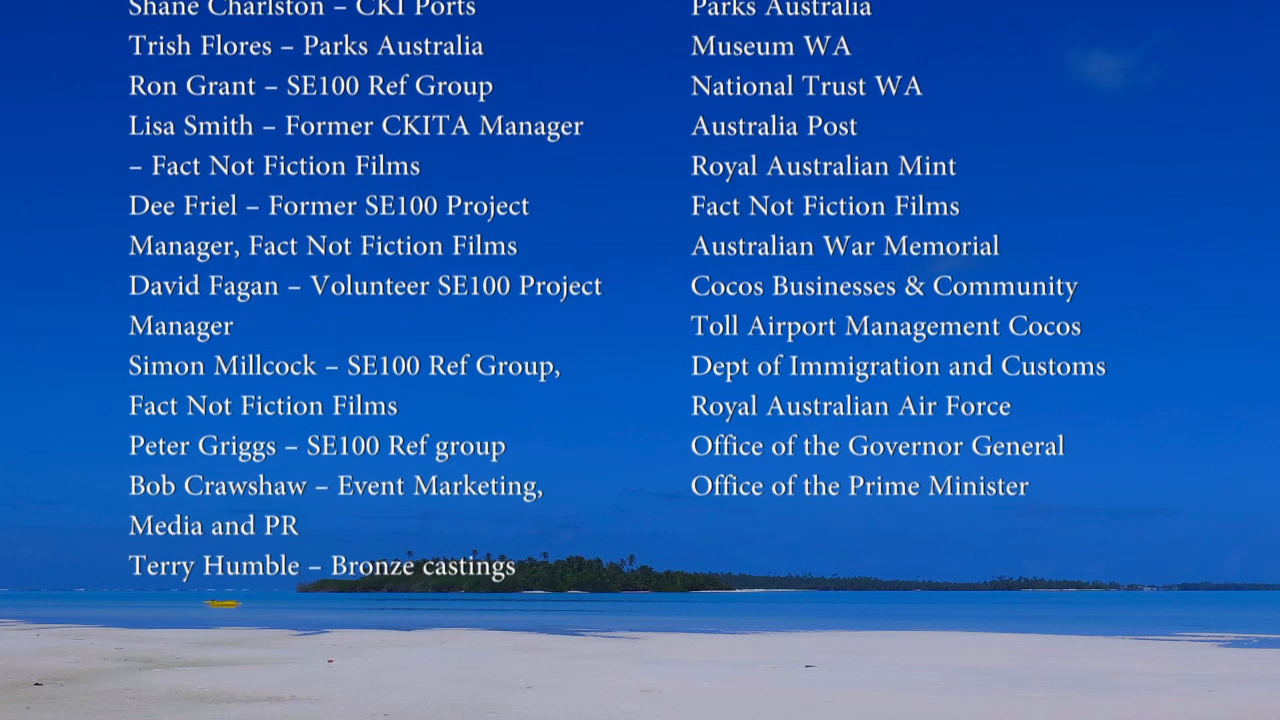 Shane Charlston – CKI Ports
Trish Flores – Parks Australia
Ron Grant – SE100 Ref Group
Lisa Smith – Former CKITA Manager
– Fact Not Fiction Films
Dee Friel – Former SE100 Project
Manager, Fact Not Fiction Films
David Fagan – Volunteer SE100 Project
Manager
Simon Millcock – SE100 Ref Group,
Fact Not Fiction Films
Peter Griggs – SE100 Ref group
Bob Crawshaw – Event Marketing,
Media and PR
Terry Humble – Bronze castings
Parks Australia
Museum WA
National Trust WA
Australia Post
Royal Australian Mint
Fact Not Fiction Films
Australian War Memorial
Cocos Businesses & Community
Toll Airport Management Cocos
Dept of Immigration and Customs
Royal Australian Air Force
Office of the Governor General
Office of the Prime Minister